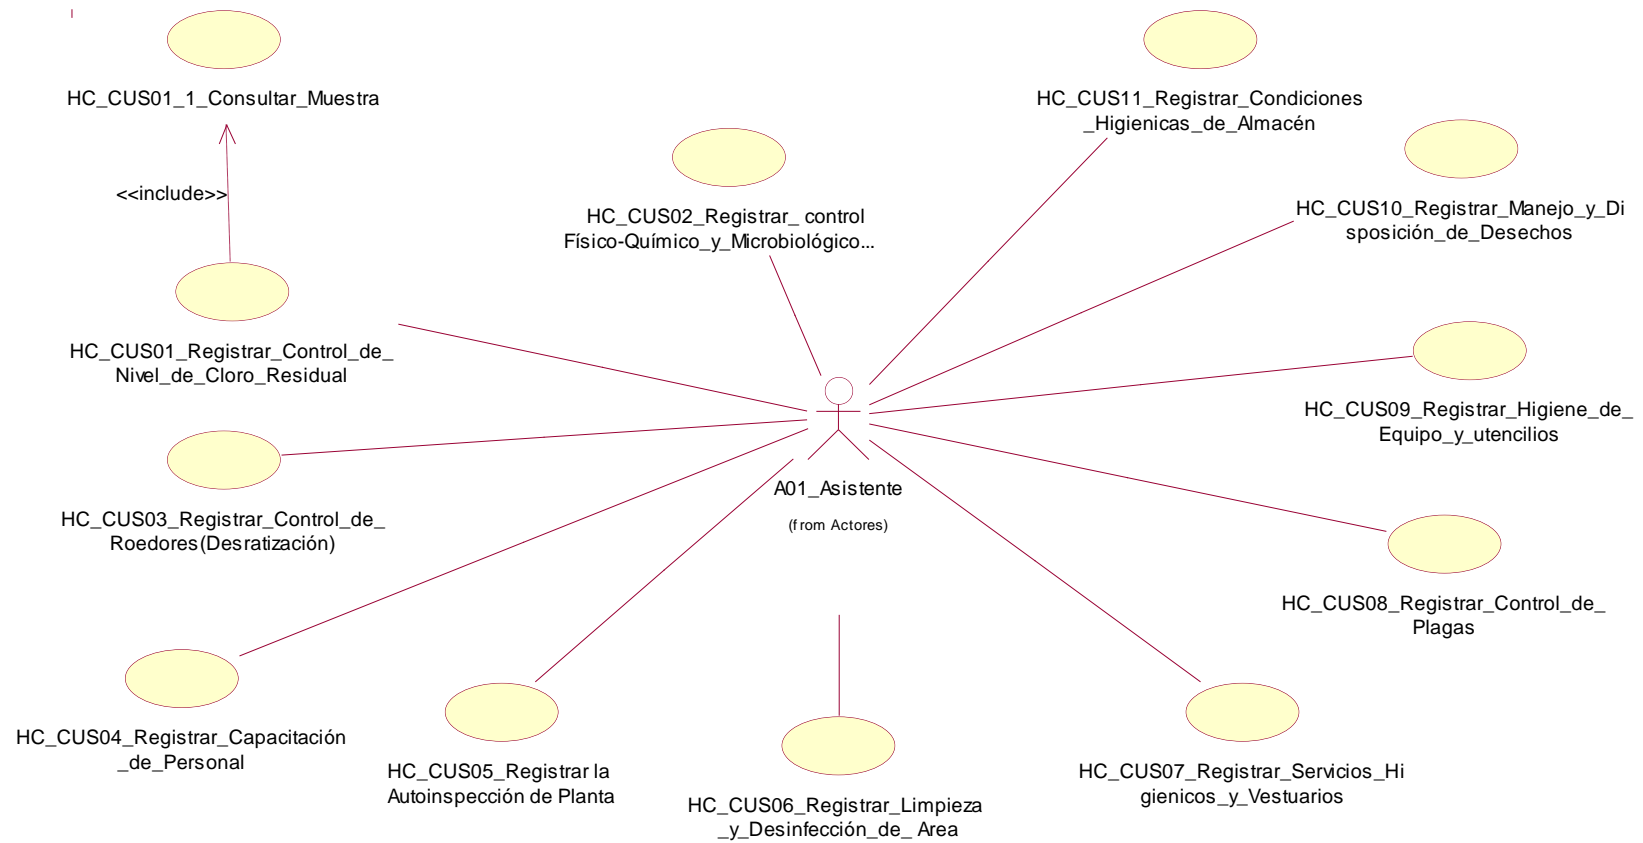 HC_CUS01_1_Consultar_Muestra
HC_CUS11_Registrar_Condiciones
_Higienicas_de_Almacén
<<include>>
HC_CUS02_Registrar_ control
Físico-Químico_y_Microbiológico...
HC_CUS10_Registrar_Manejo_y_Di
sposición_de_Desechos
HC_CUS01_Registrar_Control_de_
Nivel_de_Cloro_Residual
HC_CUS09_Registrar_Higiene_de_
Equipo_y_utencilios
A01_Asistente
(from Actores)
HC_CUS03_Registrar_Control_de_
Roedores(Desratización)
HC_CUS08_Registrar_Control_de_
Plagas
HC_CUS04_Registrar_Capacitación
_de_Personal
HC_CUS05_Registrar la
Autoinspección de Planta
HC_CUS06_Registrar_Limpieza
_y_Desinfección_de_ Area
HC_CUS07_Registrar_Servicios_Hi
gienicos_y_Vestuarios